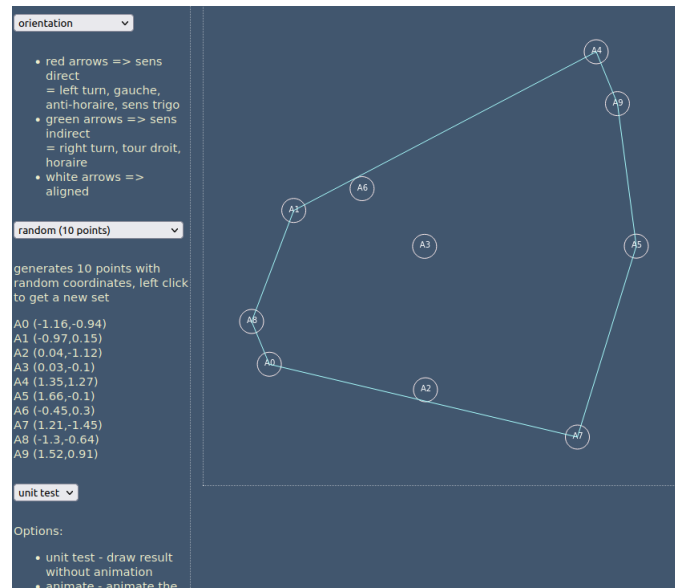 orientation
• red arrows => sens
direct
= left turn, gauche,
anti-horaire, sens trigo
• green arrows => sens
indirect
= right turn, tour droit,
horaire
• white arrows =>
aligned
random (10 points)
generates 10 points with
random coordinates, left click
to get a new set
A0 (-1.16,-0.94)
A1 (-0.97,0.15)
A2 (0.04,-1.12)
A3 (0.03,-0.1)
A4 (1.35,1.27)
A5 (1.66,-0.1)
A6 (-0.45,0.3)
A7 (1.21,-1.45)
A8 (-1.3,-0.64)
A9 (1.52,0.91)
unit test
Options:
• unit test - draw result
without animation
• animate - animate the
A4
A9
A6
A1
A3
A5
A8
A0
A2
A7